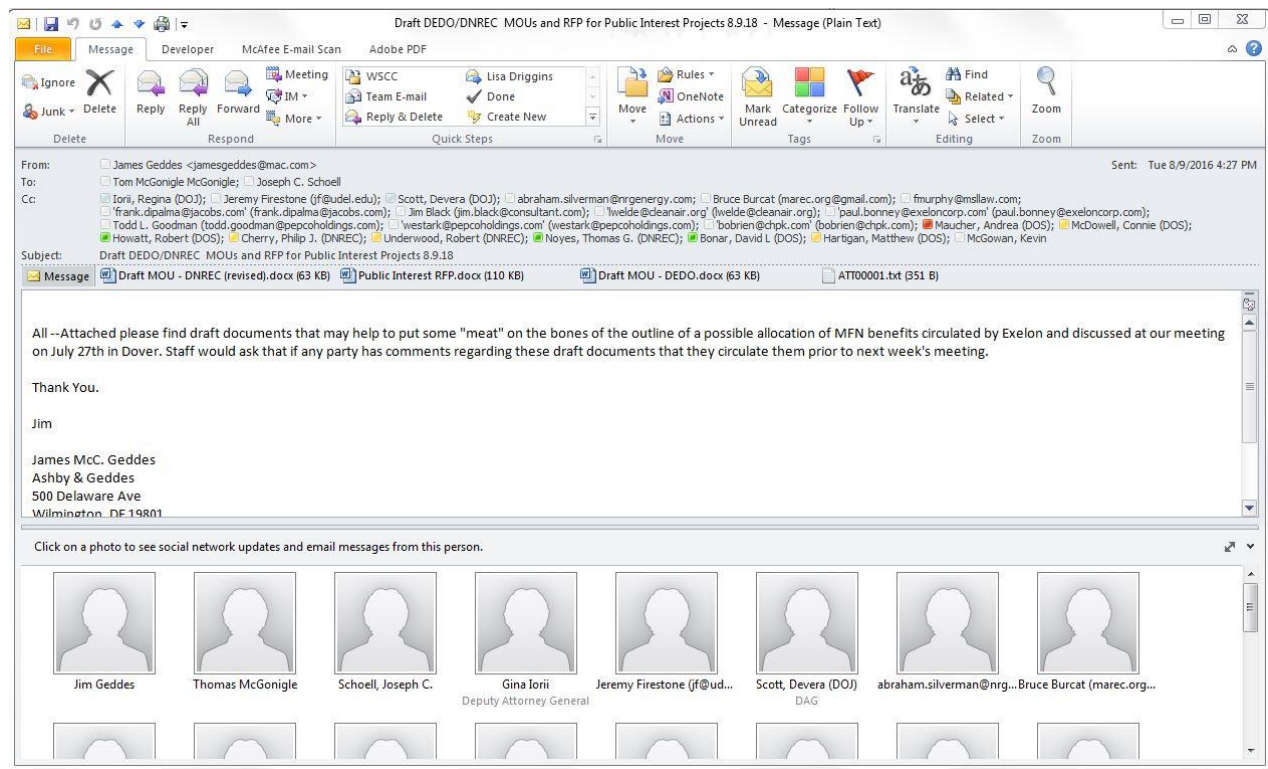 Draft DEDO/DNREC MOUs and RFP for Public Interest Projects 8.9.18 - Message (Plain Text)
File Message Developer McAfee E-mail Scan Adobe PDF
Ignore
Junk
Delete
Reply
Reply All
Forward
Meeting
IM
More
WSCC
Team E-mail
Reply & Delete
Lisa Driggins
Done
Create New
Move
Rules
OneNote
Actions
Mark Unread
Categorize
Follow Up
Translate
Find
Related
Select
Zoom
Delete Respond Quick Steps Move Tags Editing Zoom
From: James Geddes <jamesgeddes@mac.com> Sent: Tue 8/9/2016 4:27 PM
To: Tom McGonigle McGonigle; Joseph C. Schoell
Cc: Iorii, Regina (DOJ); Jeremy Firestone (jf@udel.edu); Scott, Devera (DOJ); abraham.silverman@nrgenergy.com; Bruce Burcat (marec.org@gmail.com); fmurphy@msllaw.com;
'frank.dipalma@jacobs.com' (frank.dipalma@jacobs.com); Jim Black (jim.black@consultant.com); 'lwelde@cleanair.org' (lwelde@cleanair.org); 'paul.bonney@exeloncorp.com' (paul.bonney@exeloncorp.com);
Todd L. Goodman (todd.goodman@pepcoholdings.com); 'westark@pepcoholdings.com' (westark@pepcoholdings.com); 'bobrien@chpk.com' (bobrien@chpk.com); Maucher, Andrea (DOS); McDowell, Connie (DOS);
Howatt, Robert (DOS); Cherry, Philip J. (DNREC); Underwood, Robert (DNREC); Noyes, Thomas G. (DNREC); Bonar, David L (DOS); Hartigan, Matthew (DOS); McGowan, Kevin
Subject: Draft DEDO/DNREC MOUs and RFP for Public Interest Projects 8.9.18
Message Draft MOU - DNREC (revised).docx (63 KB) Public Interest RFP.docx (110 KB) Draft MOU - DEDO.docx (63 KB) ATT00001.txt (351 B)
All --Attached please find draft documents that may help to put some "meat" on the bones of the outline of a possible allocation of MFN benefits circulated by Exelon and discussed at our meeting
on July 27th in Dover. Staff would ask that if any party has comments regarding these draft documents that they circulate them prior to next week's meeting.
Thank You.
Jim
James McC. Geddes
Ashby & Geddes
500 Delaware Ave
Wilmington, DE 19801
Click on a photo to see social network updates and email messages from this person.
Jim Geddes Thomas McGonigle Schoell, Joseph C. Gina Iorii Jeremy Firestone (jf@ud... Scott, Devera (DOJ) abraham.silverman@nrg... Bruce Burcat (marec.org...
Deputy Attorney General DAG